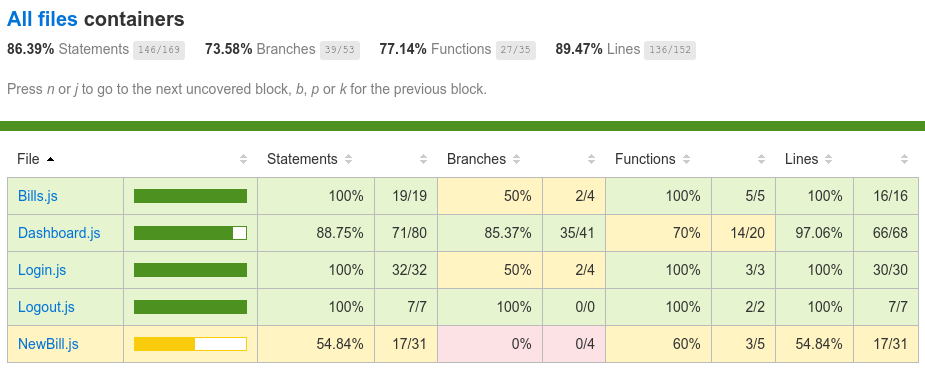 All files containers
86.39% Statements 146/169 73.58% Branches 39/53 77.14% Functions 27/35 89.47% Lines 136/152
Press n or j to go to the next uncovered block, b, p or k for the previous block.
File Statements Branches Functions Lines
Bills.js 100% 19/19 50% 2/4 100% 5/5 100% 16/16
Dashboard.js 88.75% 71/80 85.37% 35/41 70% 14/20 97.06% 66/68
Login.js 100% 32/32 50% 2/4 100% 3/3 100% 30/30
Logout.js 100% 7/7 100% 0/0 100% 2/2 100% 7/7
NewBill.js 54.84% 17/31 0% 0/4 60% 3/5 54.84% 17/31